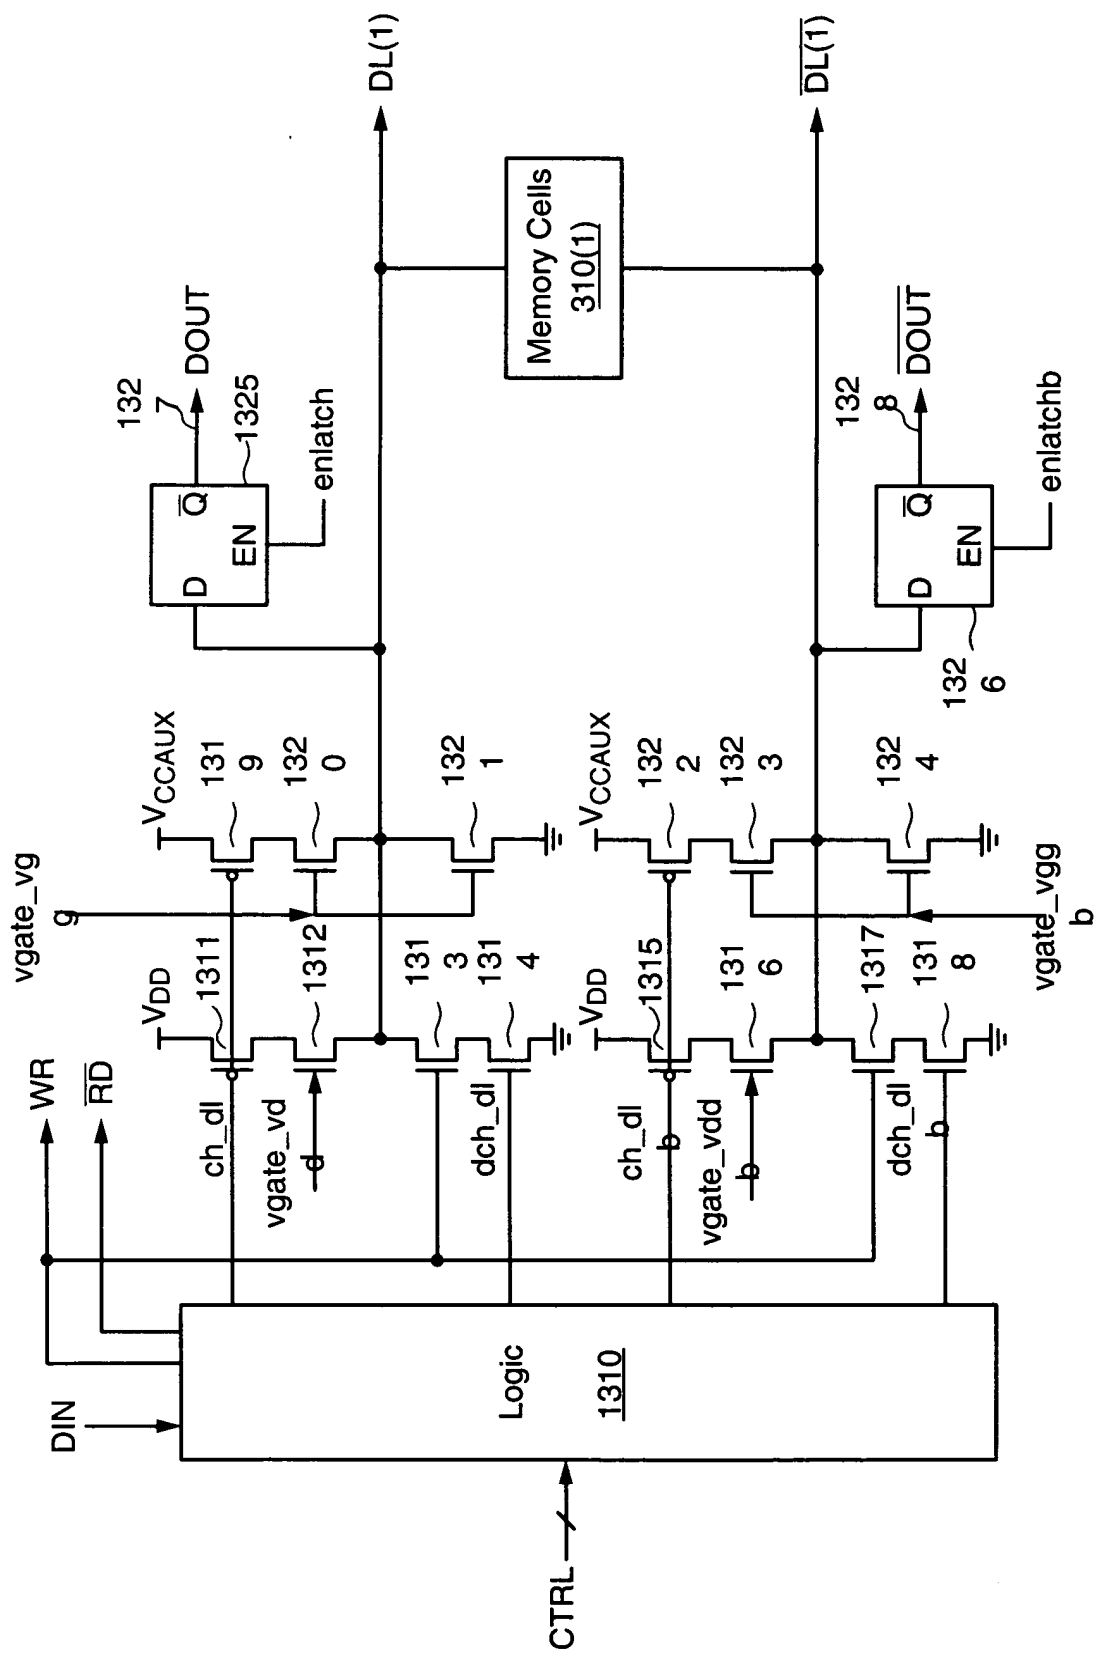 DIN
WR
RD
CTRL
Logic
1310
ch_dl
vgate_vd
d
dch_dl
ch_dl
b
vgate_vdd
b
dch_dl
b
vgate_vg
g
VDD
1311
1312
131
3
131
4
VDD
1315
131
6
1317
131
8
vgate_vgg
b
VCCAUX
131
9
132
0
132
1
VCCAUX
132
2
132
3
132
4
D
Q
EN
enlatch
1325
132
7
DOUT
D
Q
EN
enlatchb
132
6
132
8
DOUT
Memory Cells
310(1)
DL(1)
DL(1)